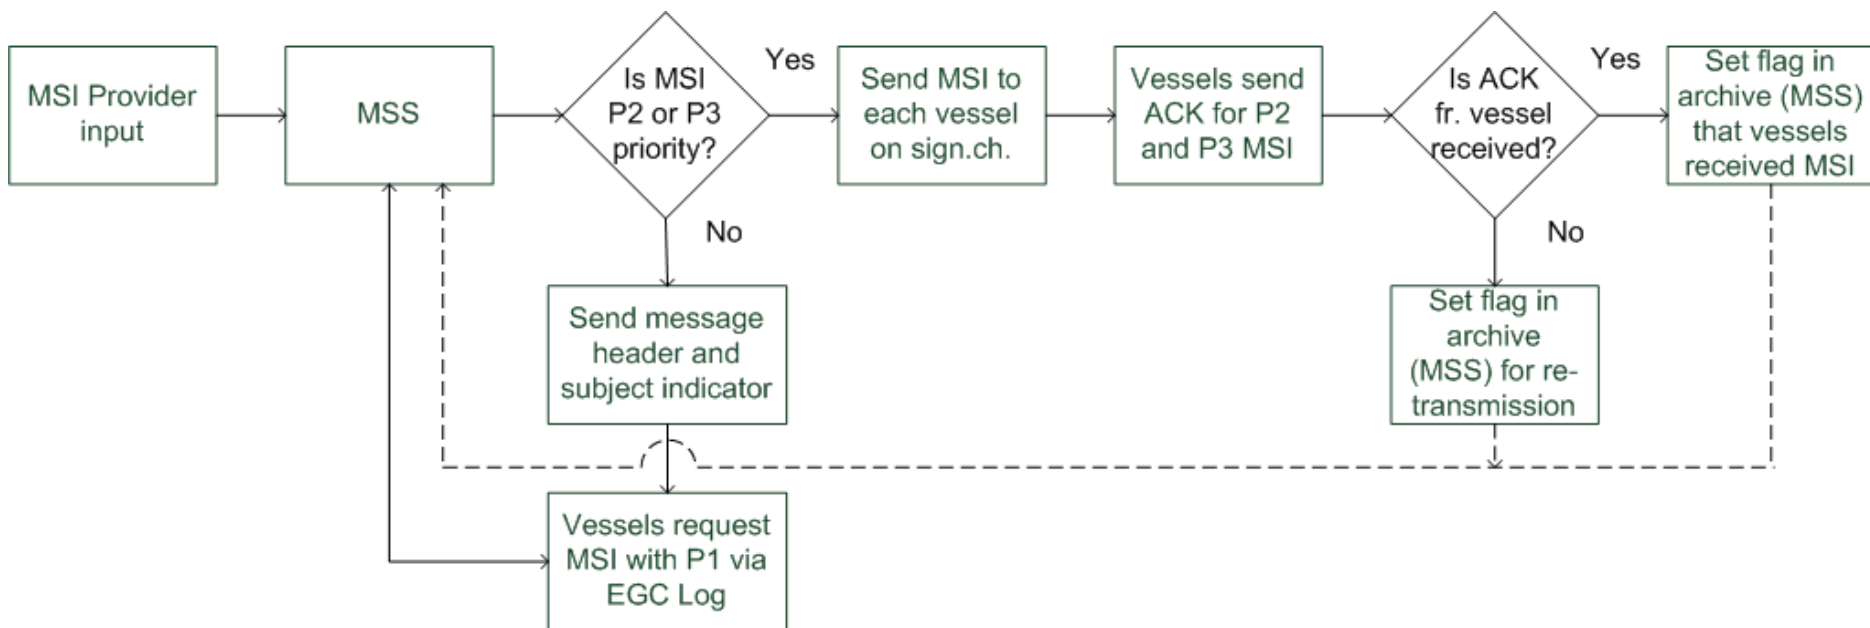 MSI Provider
input
MSS
Is MSI
P2 or P3
priority?
Yes
No
Send MSI to
each vessel
on sign.ch.
Vessels send
ACK for P2
and P3 MSI
Is ACK
fr. vessel
received?
Yes
No
Set flag in
archive (MSS)
that vessels
received MSI
Send message
header and
subject indicator
Set flag in
archive
(MSS) for re-
transmission
Vessels request
MSI with P1 via
EGC Log